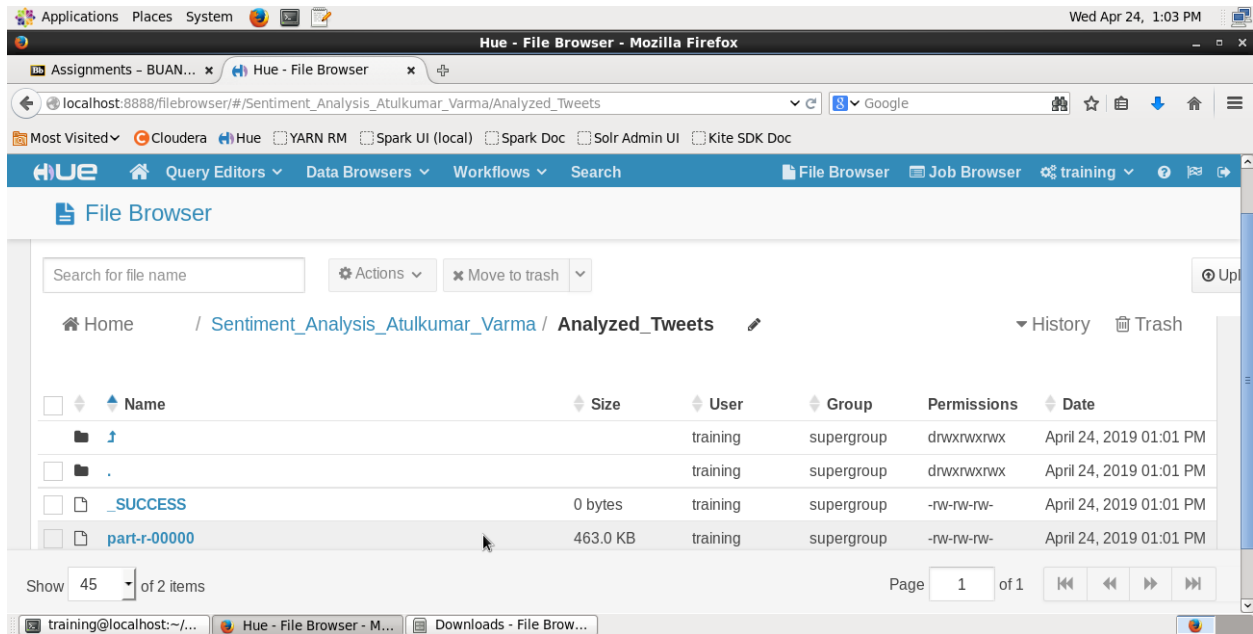 Applications Places System Wed Apr 24, 1:03 PM
Hue - File Browser - Mozilla Firefox
Bb Assignments – BUAN... × Hue - File Browser ×
localhost:8888/filebrowser/#/Sentiment_Analysis_Atulkumar_Varma/Analyzed_Tweets 8 Google
Most Visited Cloudera Hue YARN RM Spark UI (local) Spark Doc Solr Admin UI Kite SDK Doc
HUE Query Editors Data Browsers Workflows Search File Browser Job Browser training
File Browser
Search for file name Actions Move to trash Upl
Home / Sentiment_Analysis_Atulkumar_Varma / Analyzed_Tweets History Trash
Name Size User Group Permissions Date
training supergroup drwxrwxrwx April 24, 2019 01:01 PM
. training supergroup drwxrwxrwx April 24, 2019 01:01 PM
_SUCCESS 0 bytes training supergroup -rw-rw-rw- April 24, 2019 01:01 PM
part-r-00000 463.0 KB training supergroup -rw-rw-rw- April 24, 2019 01:01 PM
Show 45 of 2 items Page 1 of 1
training@localhost:~/... Hue - File Browser - M... Downloads - File Brow...